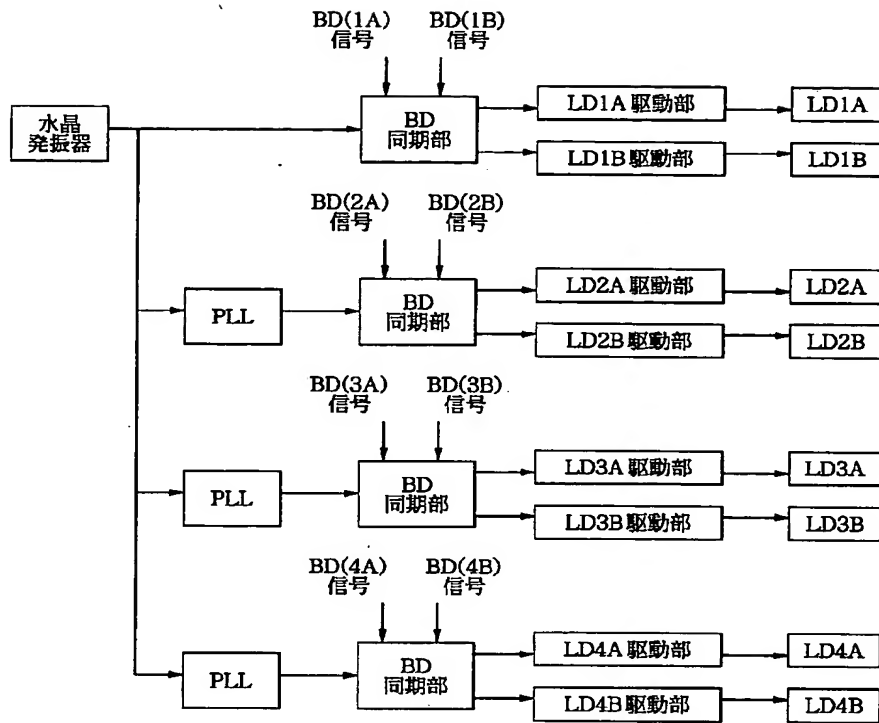 BD(1A)
信号
BD(1B)
信号
水晶
発振器
BD
同期部
LD1A 駆動部
LD1A
LD1B 駆動部
LD1B
BD(2A)
信号
BD(2B)
信号
PLL
BD
同期部
LD2A 駆動部
LD2A
LD2B 駆動部
LD2B
BD(3A)
信号
BD(3B)
信号
PLL
BD
同期部
LD3A 駆動部
LD3A
LD3B 駆動部
LD3B
BD(4A)
信号
BD(4B)
信号
PLL
BD
同期部
LD4A 駆動部
LD4A
LD4B 駆動部
LD4B